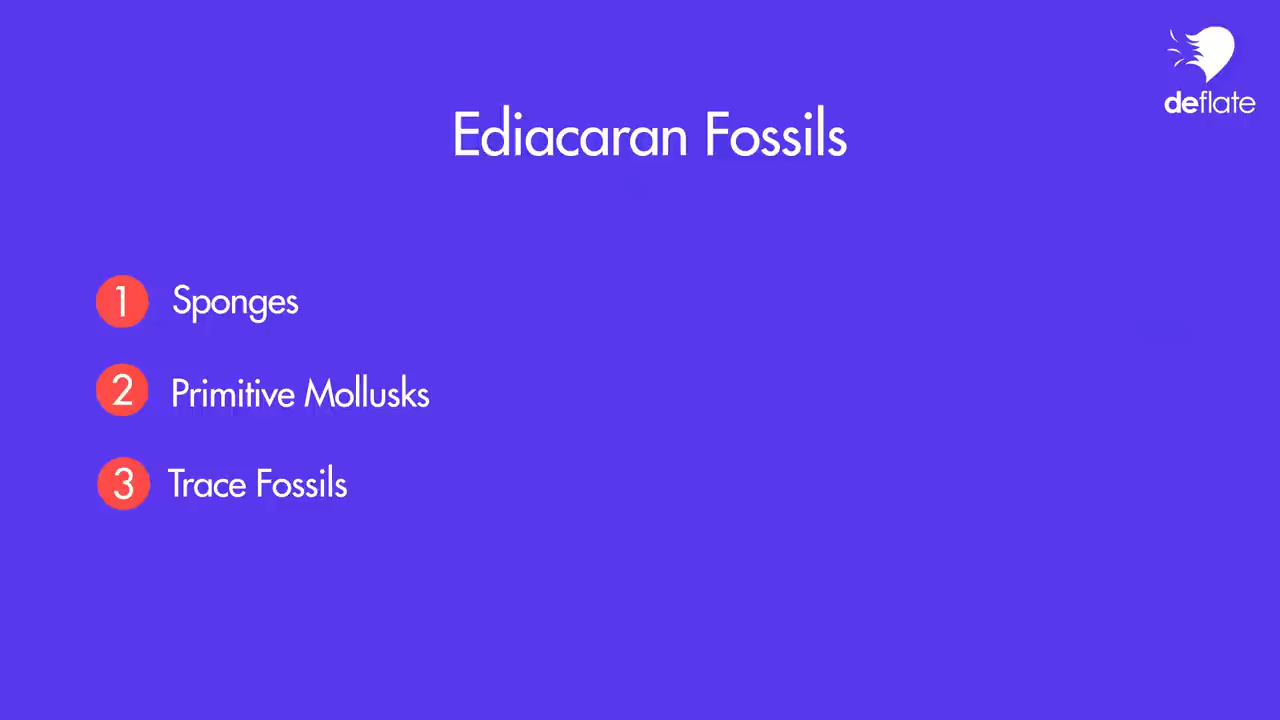 deflate
Ediacaran Fossils
1 Sponges
2 Primitive Mollusks
3 Trace Fossils